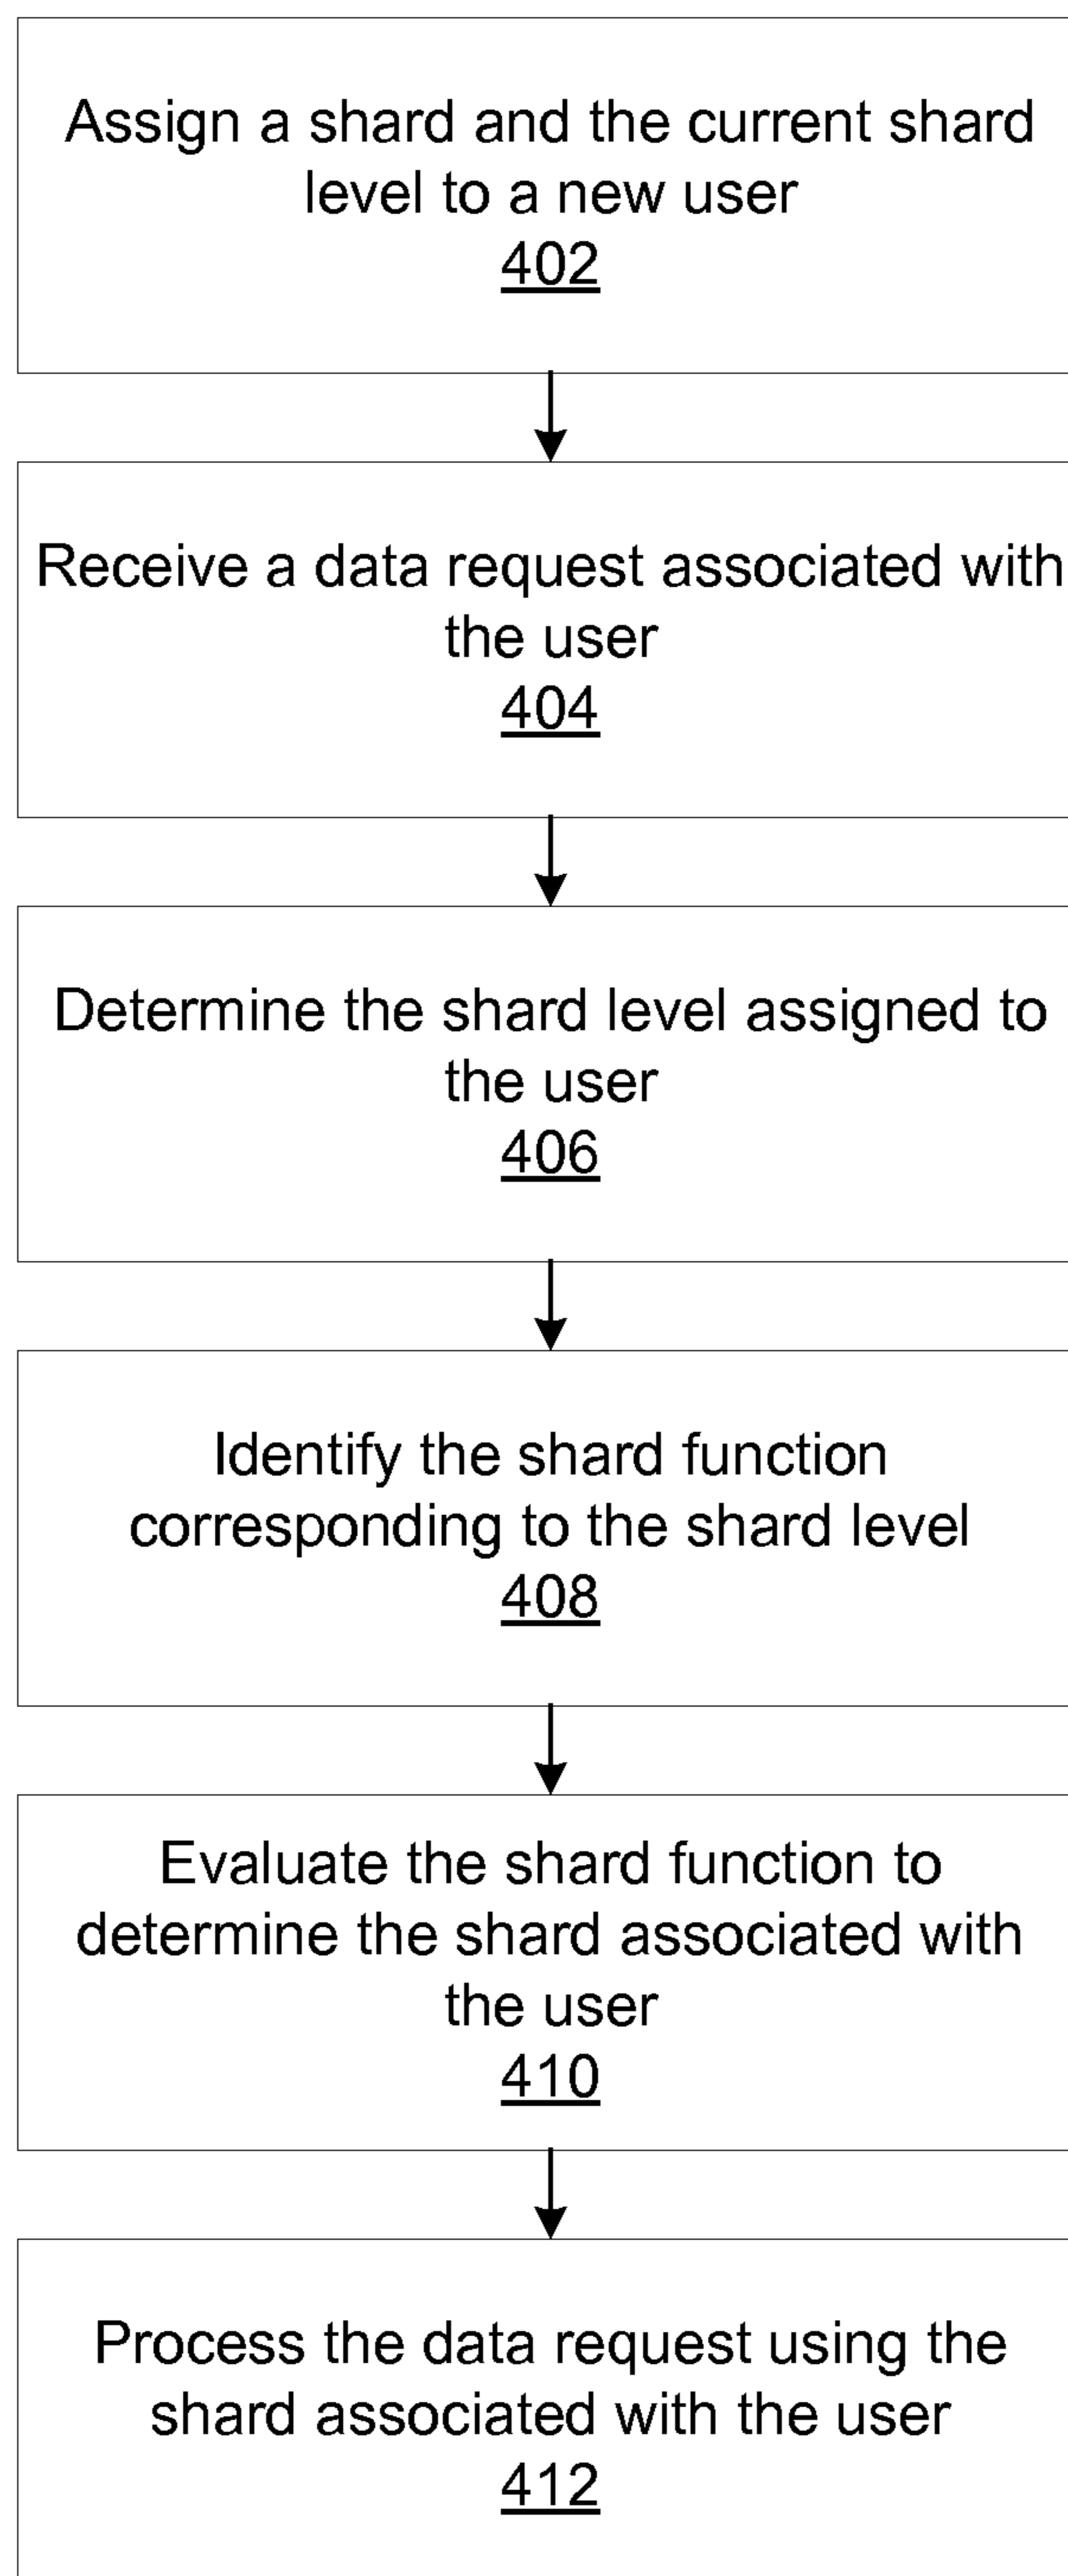 Assign a shard and the current shard
level to a new user
402
Receive a data request associated with
the user
404
Determine the shard level assigned to
the user
406
Identify the shard function
corresponding to the shard level
408
Evaluate the shard function to
determine the shard associated with
the user
410
Process the data request using the
shard associated with the user
412